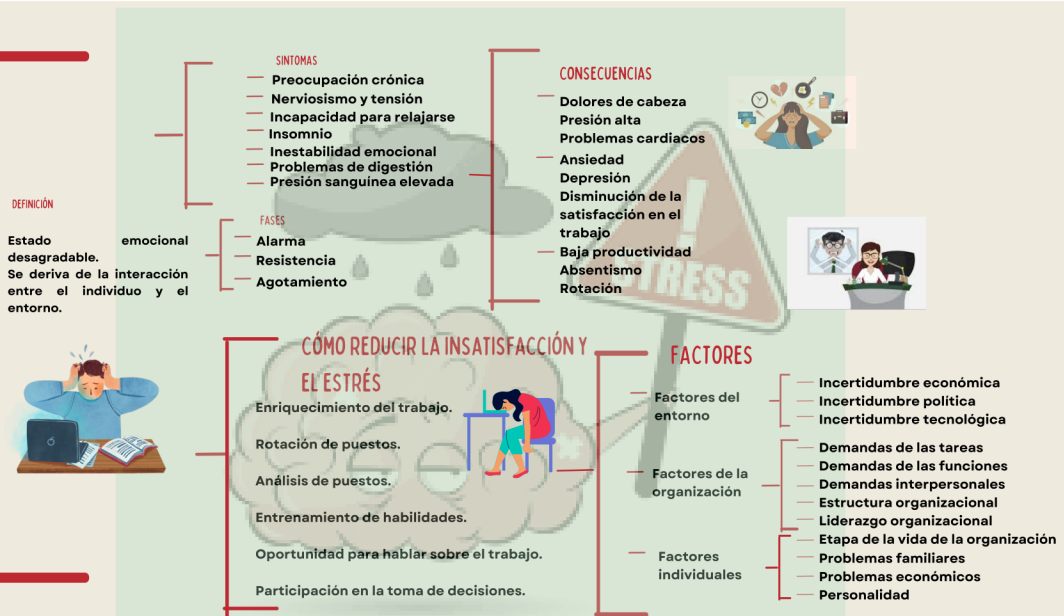 DEFINICIÓN
Estado emocional
desagradable.
Se deriva de la interacción
entre el individuo y el
entorno.
SINTOMAS
Preocupación crónica
Nerviosismo y tensión
Incapacidad para relajarse
Insomnio
Inestabilidad emocional
Problemas de digestión
Presión sanguínea elevada
FASES
Alarma
Resistencia
Agotamiento
CONSECUENCIAS
Dolores de cabeza
Presión alta
Problemas cardiacos
Ansiedad
Depresión
Disminución de la
satisfacción en el
trabajo
Baja productividad
Absentismo
Rotación
!
STRESS
CÓMO REDUCIR LA INSATISFACCIÓN Y
EL ESTRÉS
Enriquecimiento del trabajo.
Rotación de puestos.
Análisis de puestos.
Entrenamiento de habilidades.
Oportunidad para hablar sobre el trabajo.
Participación en la toma de decisiones.
FACTORES
Factores del
entorno
Incertidumbre económica
Incertidumbre política
Incertidumbre tecnológica
Factores de la
organización
Demandas de las tareas
Demandas de las funciones
Demandas interpersonales
Estructura organizacional
Liderazgo organizacional
Etapa de la vida de la organización
Factores
individuales
Problemas familiares
Problemas económicos
Personalidad